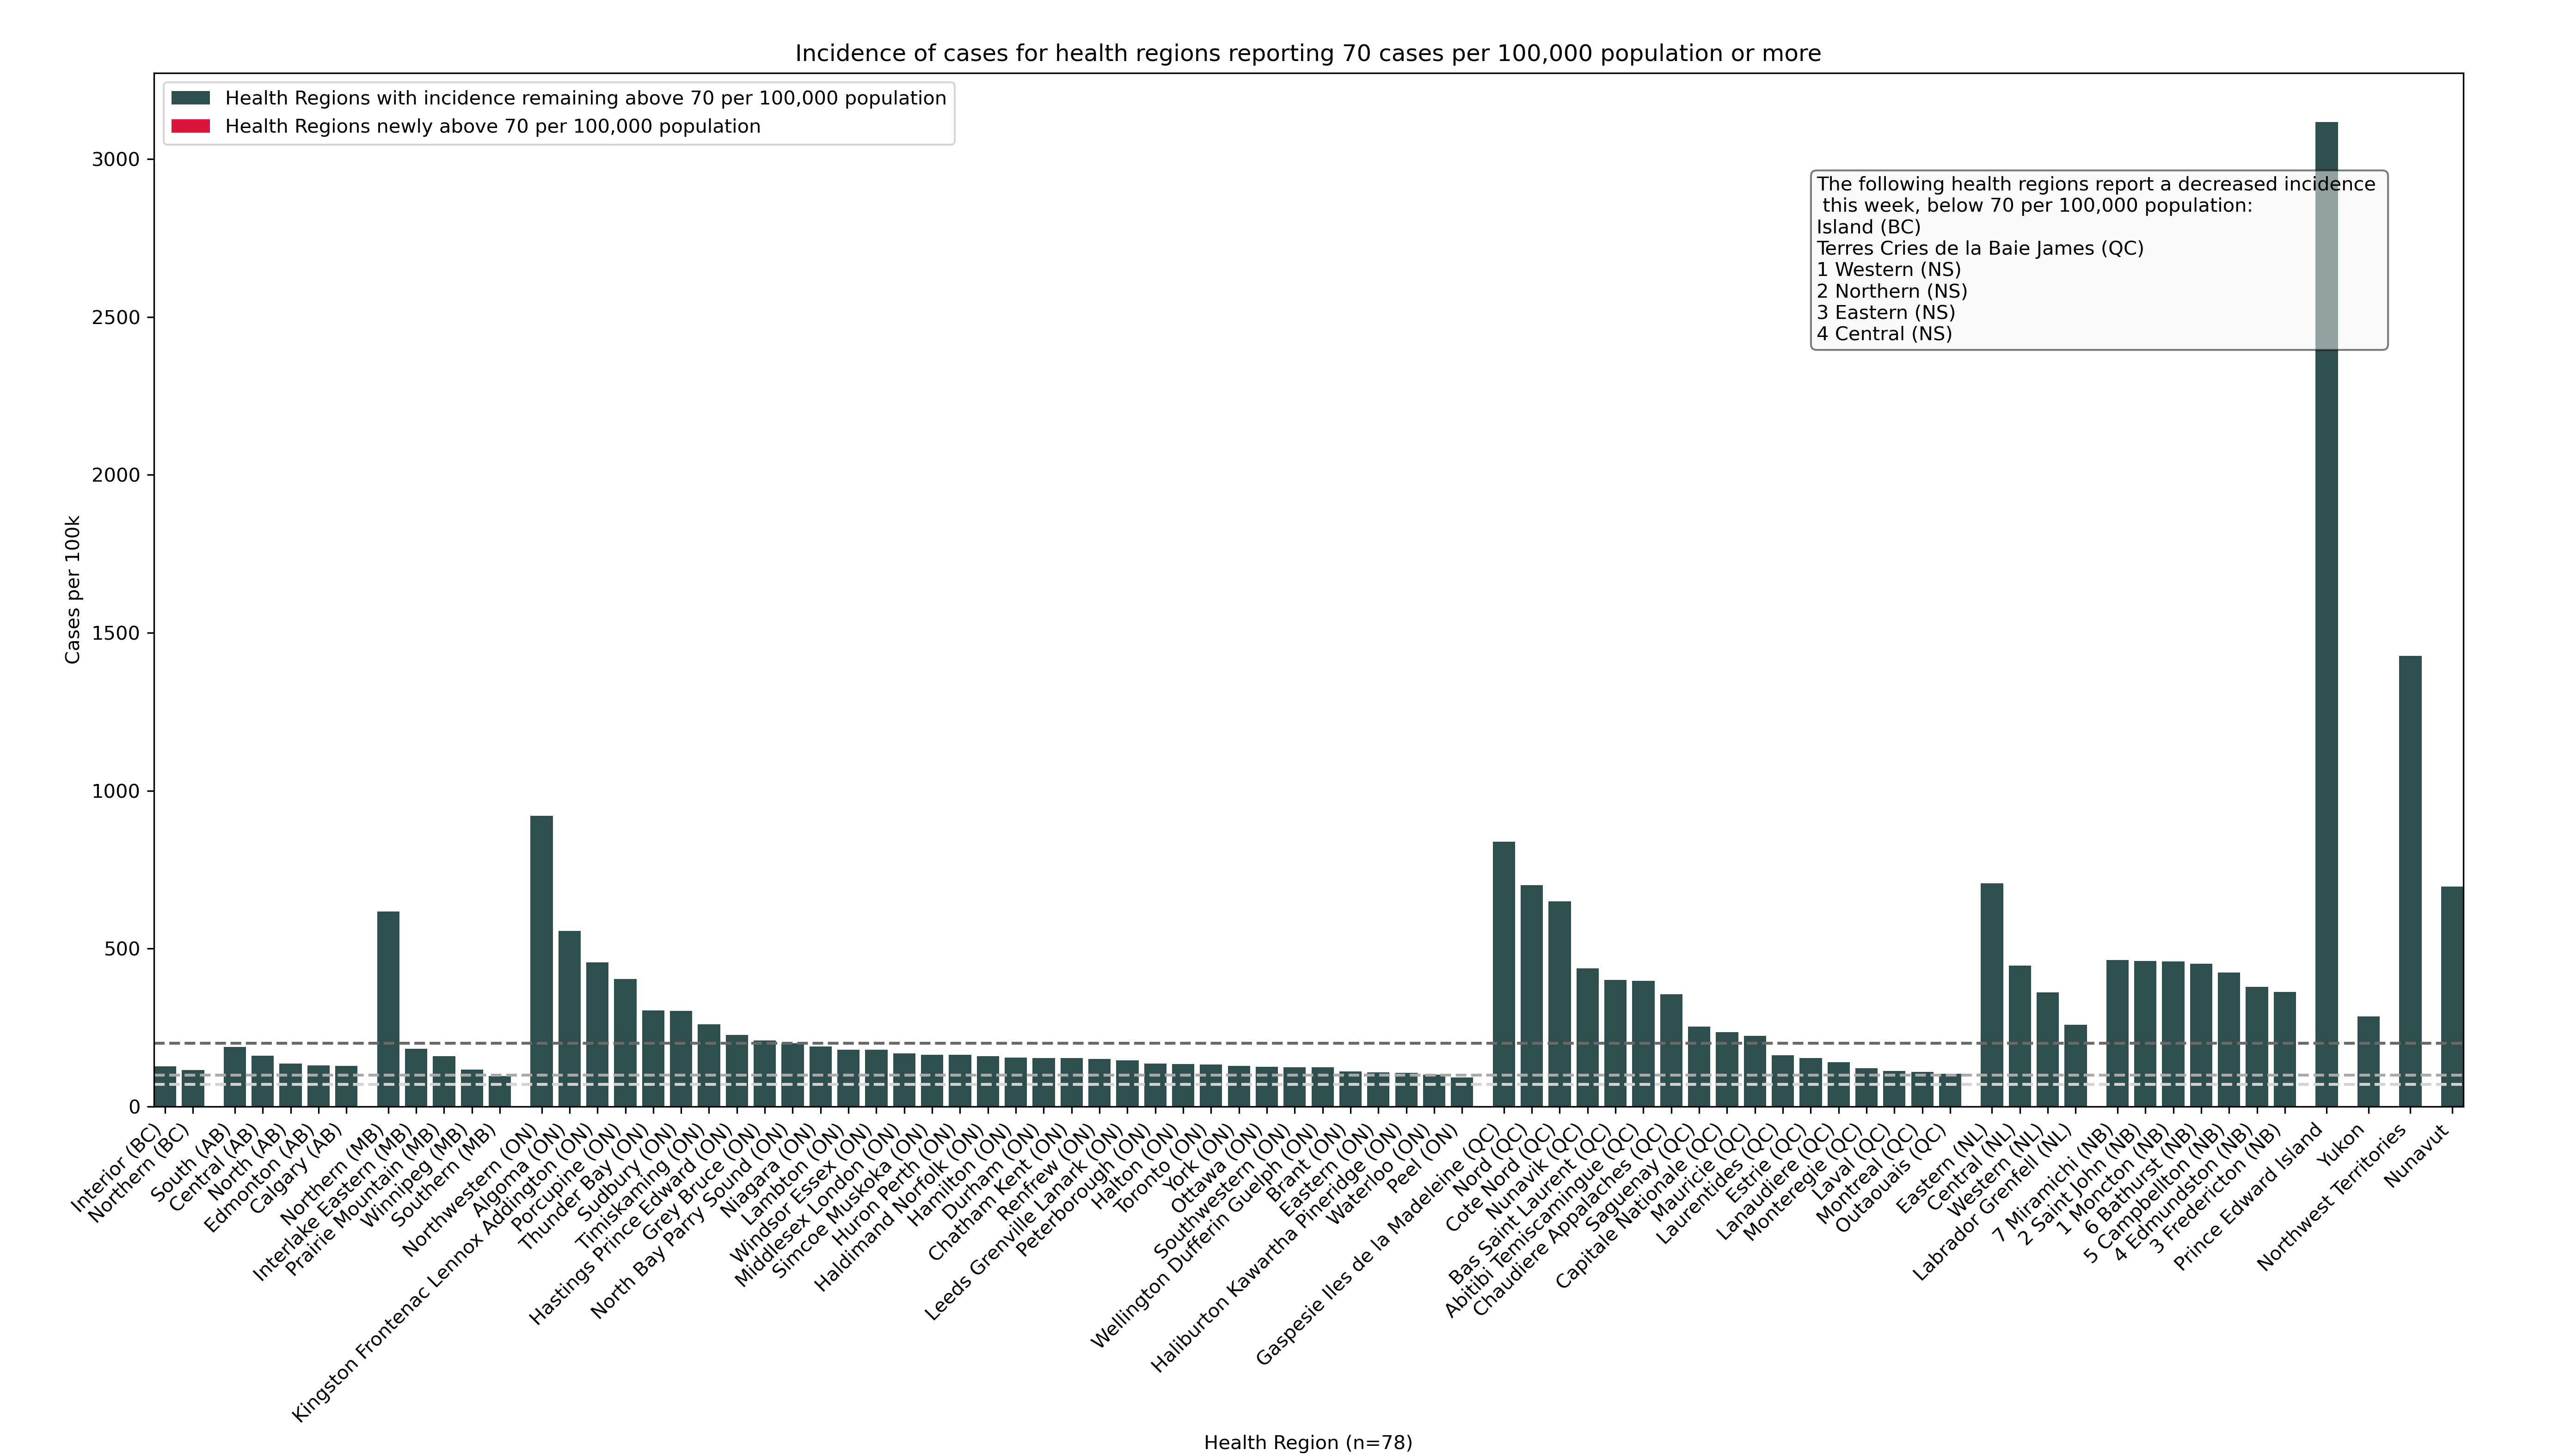 Incidence of cases for health regions reporting 70 cases per 100,000 population or more
Health Regions with incidence remaining above 70 per 100,000 population
Health Regions newly above 70 per 100,000 population
The following health regions report a decreased incidence
this week, below 70 per 100,000 population:
Island (BC)
Terres Cries de la Baie James (QC)
1 Western (NS)
2 Northern (NS)
3 Eastern (NS)
4 Central (NS)
Cases per 100k
3000
2500
2000
1500
1000
500
0
Interior (BC)
Northern (BC)
South (AB)
Central (AB)
North (AB)
Edmonton (AB)
Calgary (AB)
Northern (MB)
Interlake Eastern (MB)
Prairie Mountain (MB)
Winnipeg (MB)
Southern (MB)
Northwestern (ON)
Algoma (ON)
Kingston Frontenac Lennox Addington (ON)
Porcupine (ON)
Thunder Bay (ON)
Sudbury (ON)
Timiskaming (ON)
Hastings Prince Edward (ON)
Grey Bruce (ON)
North Bay Parry Sound (ON)
Niagara (ON)
Lambton (ON)
Windsor Essex (ON)
Middlesex London (ON)
Simcoe Muskoka (ON)
Huron Perth (ON)
Haldimand Norfolk (ON)
Hamilton (ON)
Durham (ON)
Chatham Kent (ON)
Renfrew (ON)
Leeds Grenville Lanark (ON)
Peterborough (ON)
Halton (ON)
Toronto (ON)
York (ON)
Ottawa (ON)
Southwestern (ON)
Wellington Dufferin Guelph (ON)
Brant (ON)
Eastern (ON)
Haliburton Kawartha Pineridge (ON)
Waterloo (ON)
Peel (ON)
Gaspesie Iles de la Madeleine (QC)
Nord (QC)
Cote Nord (QC)
Nunavik (QC)
Bas Saint Laurent (QC)
Abitibi Temiscamingue (QC)
Chaudiere Appalaches (QC)
Saguenay (QC)
Capitale Nationale (QC)
Mauricie (QC)
Laurentides (QC)
Estrie (QC)
Lanaudiere (QC)
Monteregie (QC)
Laval (QC)
Montreal (QC)
Outaouais (QC)
Eastern (NL)
Central (NL)
Western (NL)
Labrador Grenfell (NL)
7 Miramichi (NB)
2 Saint John (NB)
1 Moncton (NB)
6 Bathurst (NB)
5 Campbellton (NB)
4 Edmundston (NB)
3 Fredericton (NB)
Prince Edward Island
Yukon
Northwest Territories
Nunavut
Health Region (n=78)